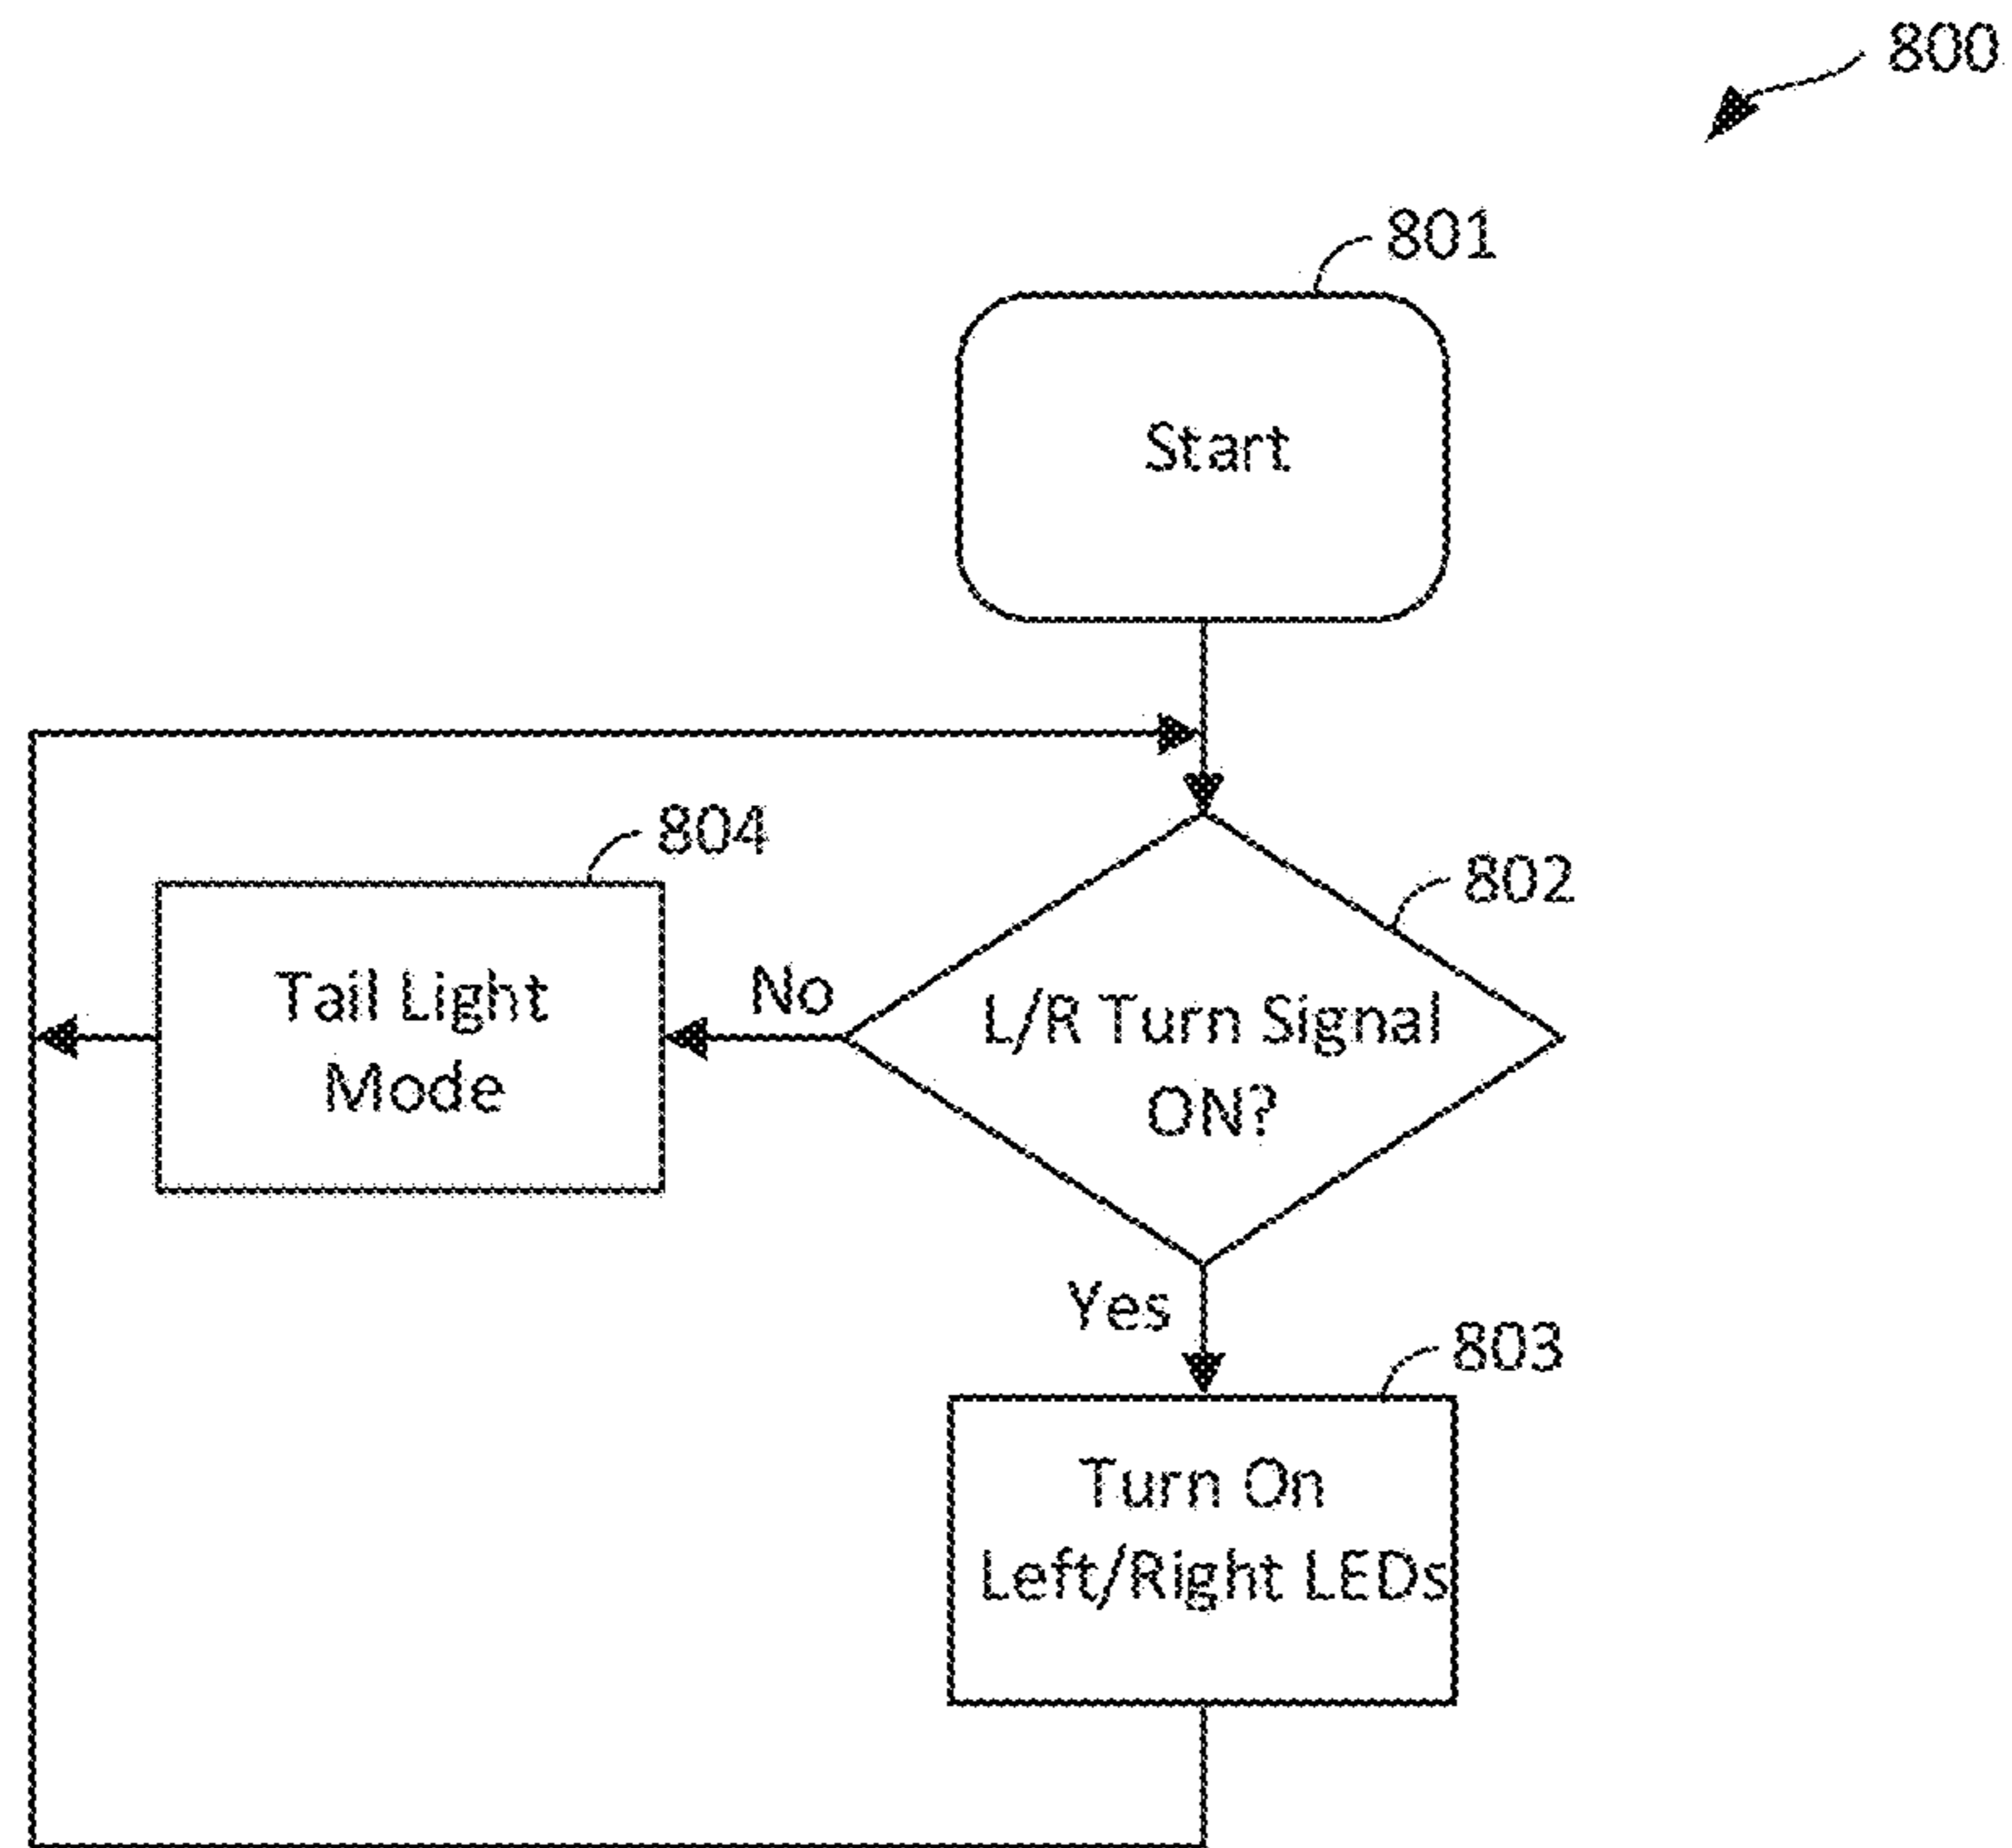 800
801
Start
804
802
Tail Light
Mode
No
L/R Turn Signal
ON?
Yes
803
Turn On
Left/Right LEDs